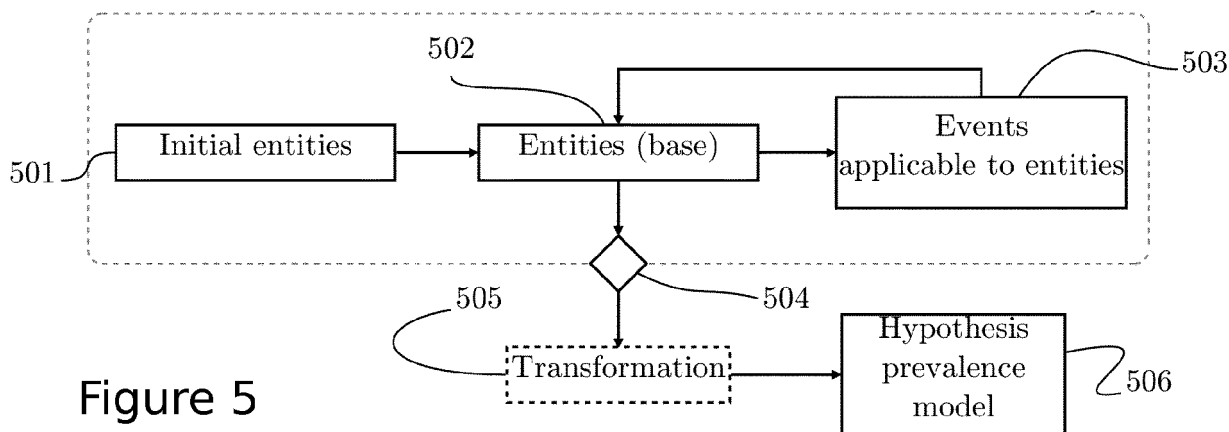 502
503
Initial entities
Entities (base)
Events
applicable to entities
501
504
505
Transformation
Hypothesis
prevalence
model
506
Figure 5